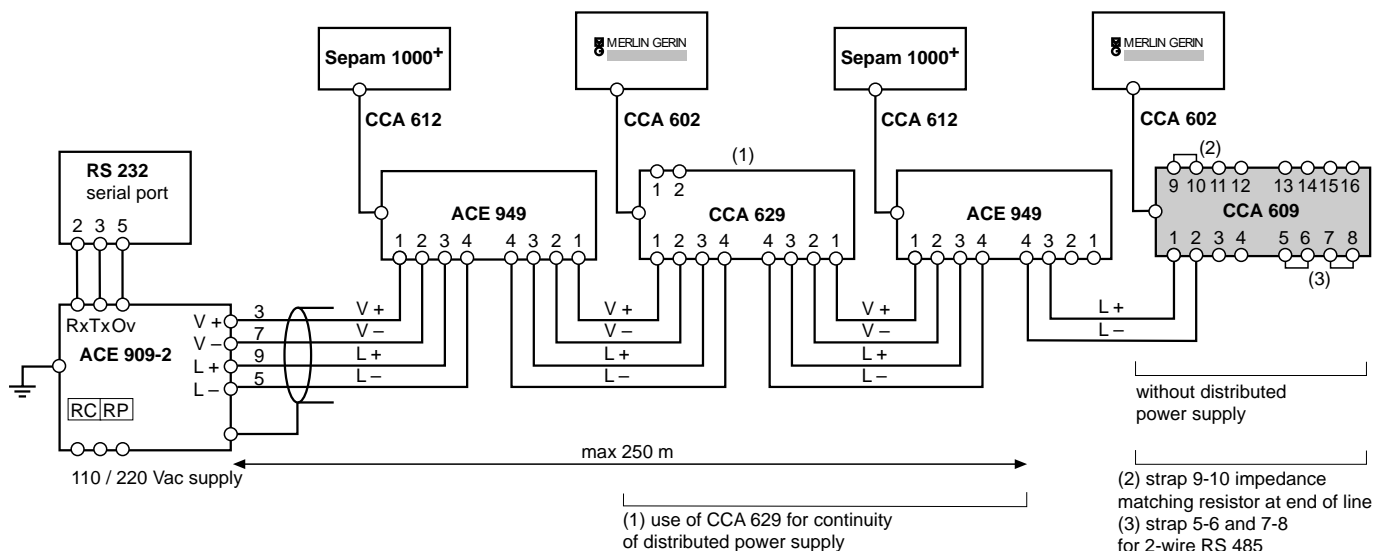 Sepam 1000+
MERLIN GERIN
Sepam 1000+
MERLIN GERIN
CCA 612
CCA 602
CCA 612
CCA 602
RS 232
serial port
2 3 5
(1)
1 2
(2)
9 10 11 12 13 14 15 16
ACE 949
CCA 629
ACE 949
CCA 609
1 2 3 4 4 3 2 1
1 2 3 4 4 3 2 1
1 2 3 4 4 3 2 1
1 2 3 4 5 6 7 8
(3)
RxTxOv
ACE 909-2
RC RP
V + 3
V – 7
L + 9
L – 5
V +
V –
L +
L –
V +
V –
L +
L –
V +
V –
L +
L –
L +
L –
110 / 220 Vac supply
max 250 m
without distributed
power supply
(1) use of CCA 629 for continuity
of distributed power supply
(2) strap 9-10 impedance
matching resistor at end of line
(3) strap 5-6 and 7-8
for 2-wire RS 485